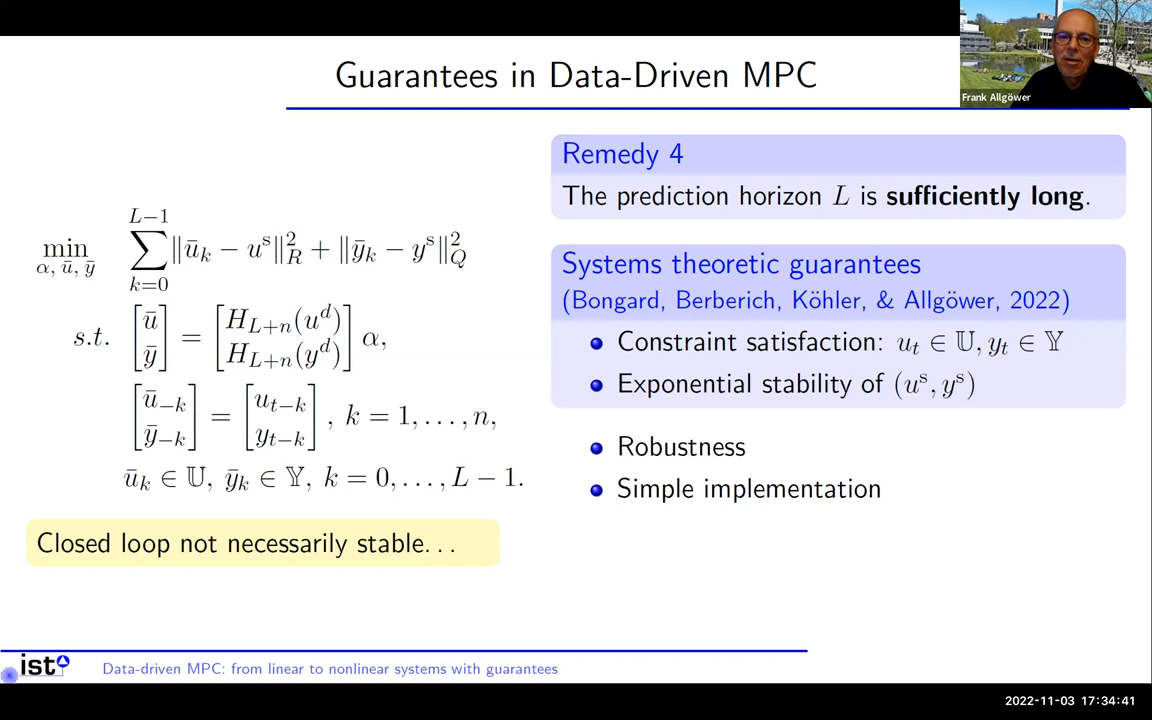 Guarantees in Data-Driven MPC
Frank Allgöwer
min_{α, ū, ȳ} ∑_{k=0}^{L−1} ‖ū_k − u^s‖²_R + ‖ȳ_k − y^s‖²_Q
s.t. [ū ȳ] = [H_{L+n}(u^d) H_{L+n}(y^d)] α,
[ū_{−k} ȳ_{−k}] = [u_{t−k} y_{t−k}], k = 1, . . . , n,
ū_k ∈ 𝕌, ȳ_k ∈ 𝕐, k = 0, . . . , L − 1.
Closed loop not necessarily stable. . .
Remedy 4
The prediction horizon L is sufficiently long.
Systems theoretic guarantees
(Bongard, Berberich, Köhler, & Allgöwer, 2022)
Constraint satisfaction: u_t ∈ 𝕌, y_t ∈ 𝕐
Exponential stability of (u^s, y^s)
Robustness
Simple implementation
ist
Data-driven MPC: from linear to nonlinear systems with guarantees
2022-11-03 17:34:41